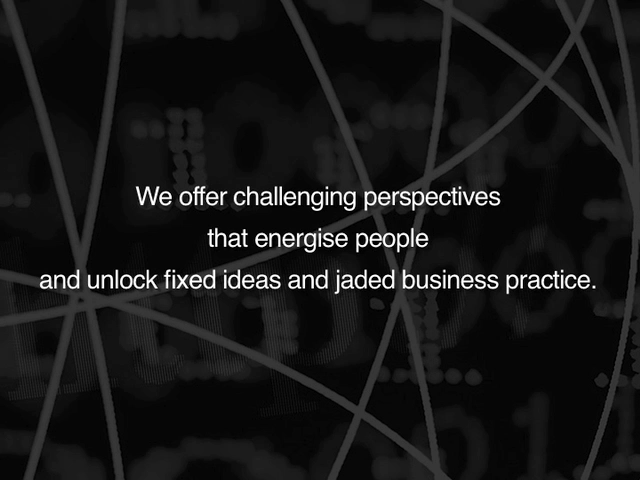 We offer challenging perspectives
that energise people
and unlock fixed ideas and jaded business practice.